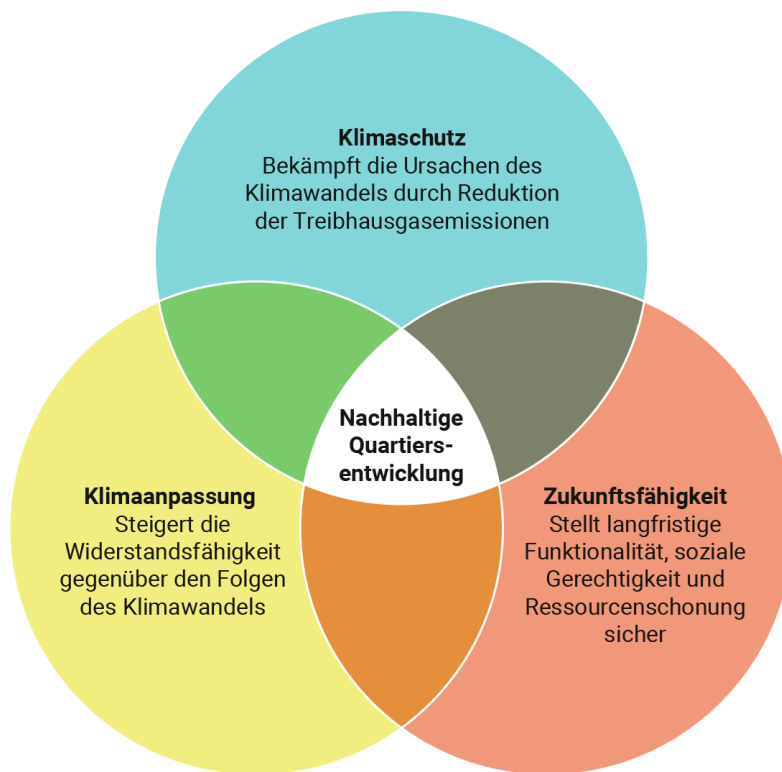 Klimaschutz
Bekämpft die Ursachen des
Klimawandels durch Reduktion
der Treibhausgasemissionen
Nachhaltige
Quartiers-
entwicklung
Klimaanpassung
Steigert die
Widerstandsfähigkeit
gegenüber den Folgen
des Klimawandels
Zukunftsfähigkeit
Stellt langfristige
Funktionalität, soziale
Gerechtigkeit und
Ressourcenschonung
sicher